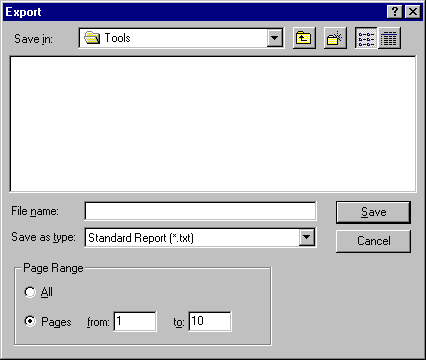 Export
Save in: Tools
File name:
Save
Save as type: Standard Report (*.txt)
Cancel
Page Range
All
Pages from: 1 to: 10